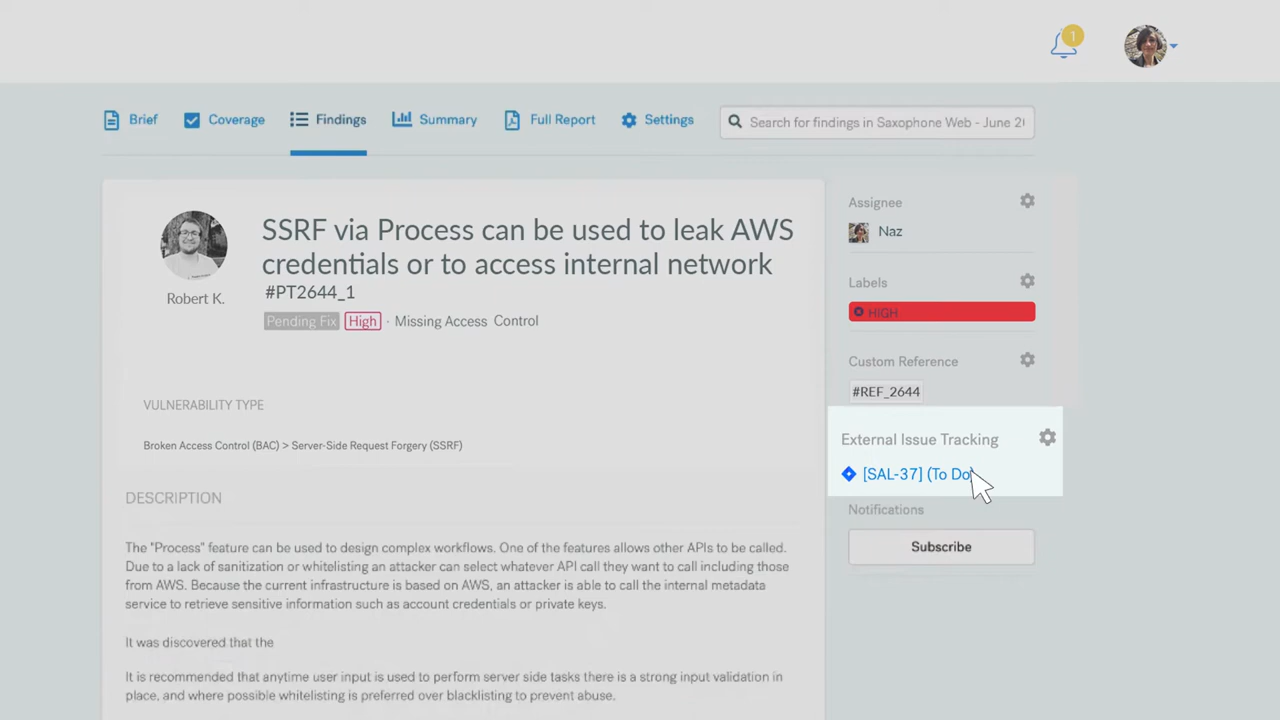 1
Brief
Coverage
Findings
Summary
Full Report
Settings
Search for findings in Saxophone Web - June 2
SSRF via Process can be used to leak AWS
credentials or to access internal network
#PT2644_1
Robert K.
Pending Fix High · Missing Access Control
VULNERABILITY TYPE
Broken Access Control (BAC) > Server-Side Request Forgery (SSRF)
DESCRIPTION
The "Process" feature can be used to design complex workflows. One of the features allows other APIs to be called.
Due to a lack of sanitization or whitelisting an attacker can select whatever API call they want to call including those
from AWS. Because the current infrastructure is based on AWS, an attacker is able to call the internal metadata
service to retrieve sensitive information such as account credentials or private keys.
It was discovered that the
It is recommended that anytime user input is used to perform server side tasks there is a strong input validation in
place, and where possible whitelisting is preferred over blacklisting to prevent abuse.
Assignee
Naz
Labels
HIGH
Custom Reference
#REF_2644
External Issue Tracking
[SAL-37] (To Do)
Notifications
Subscribe